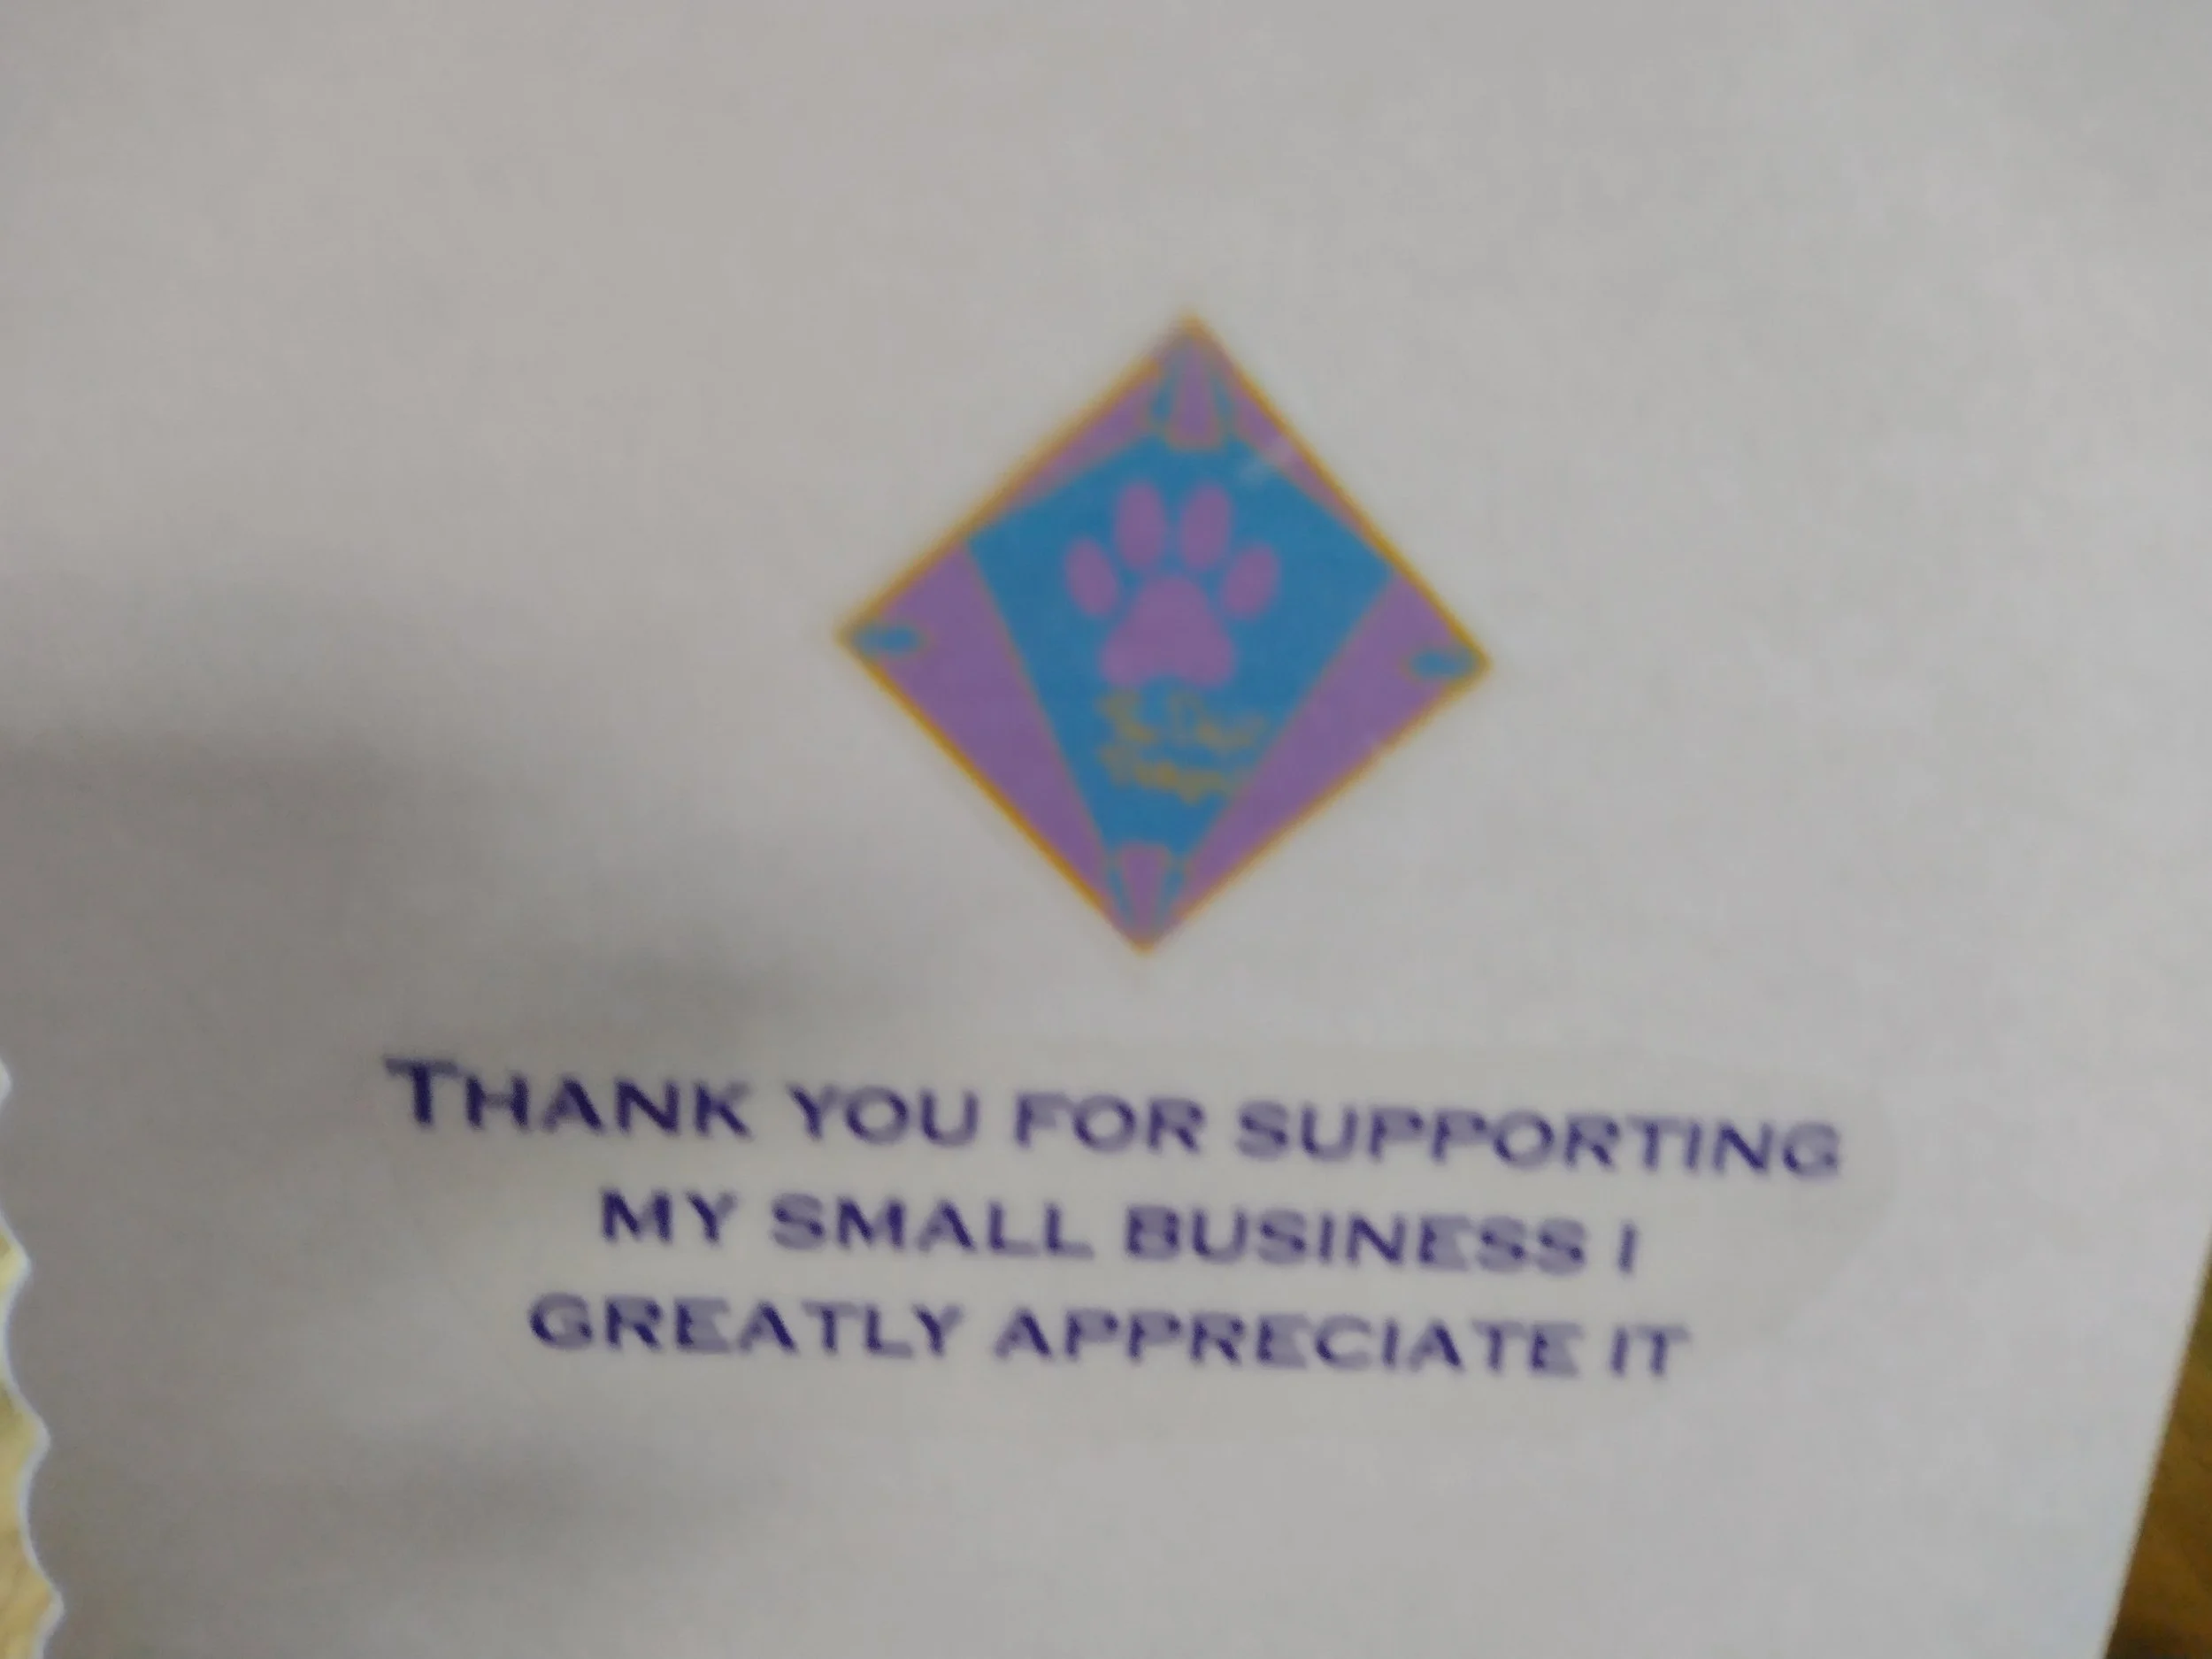 THANK YOU FOR SUPPORTING
MY SMALL BUSINESS I
GREATLY APPRECIATE IT